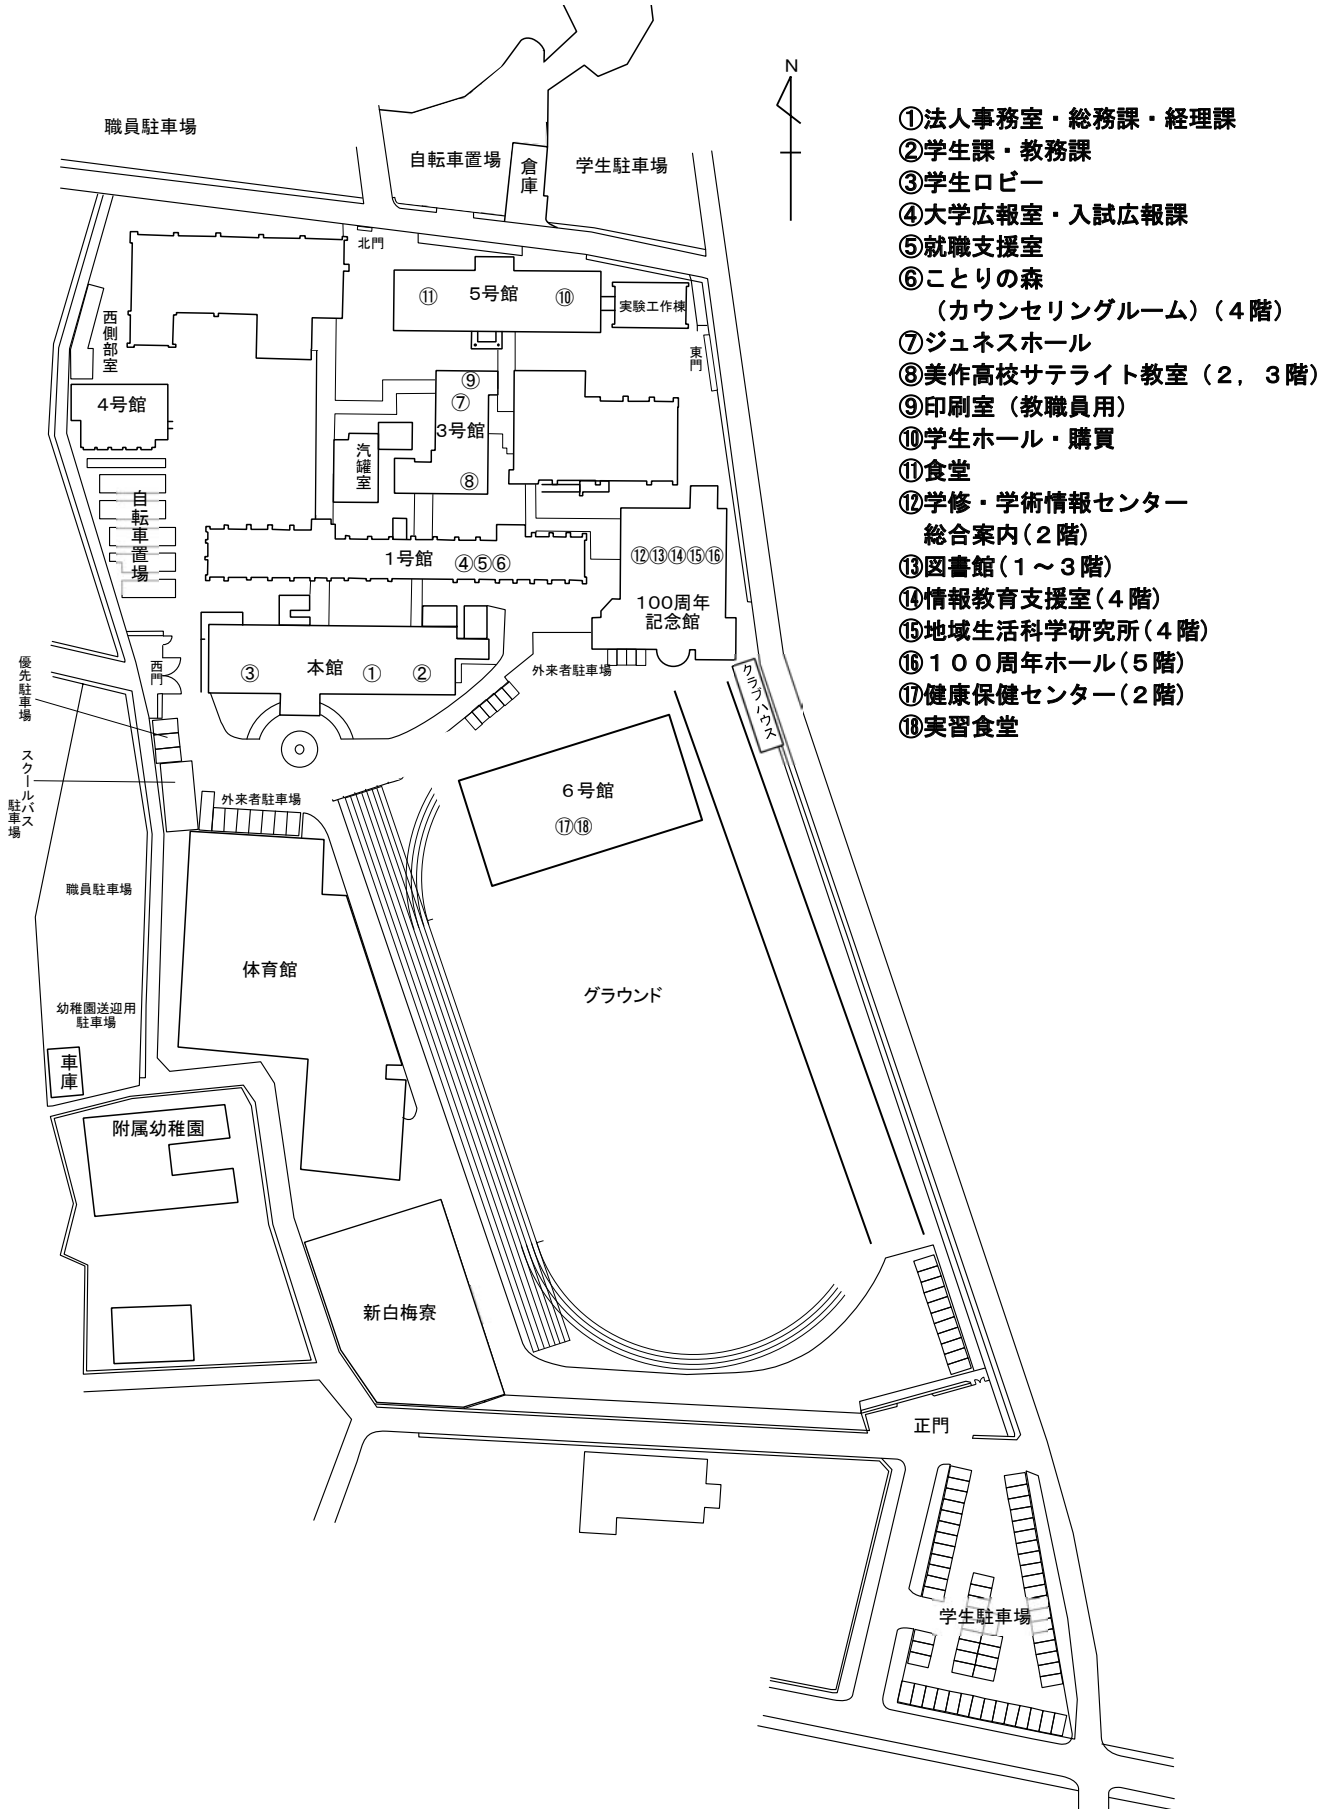 N
職員駐車場
自転車置場
倉庫
学生駐車場
北門
⑪ 5号館 ⑩
実験工作棟
西側部室
東門
4号館
⑨
⑦
3号館
⑧
汽罐室
自転車置場
1号館 ④⑤⑥
⑫⑬⑭⑮⑯
100周年
記念館
③ 本館 ① ②
西門
優先駐車場
外来者駐車場
クラブハウス
スクールバス
駐車場
外来者駐車場
6号館
⑰⑱
職員駐車場
体育館
グラウンド
幼稚園送迎用
駐車場
車庫
附属幼稚園
新白梅寮
正門
学生駐車場
①法人事務室・総務課・経理課
②学生課・教務課
③学生ロビー
④大学広報室・入試広報課
⑤就職支援室
⑥ことりの森
（カウンセリングルーム）（４階）
⑦ジュネスホール
⑧美作高校サテライト教室（２，３階）
⑨印刷室（教職員用）
⑩学生ホール・購買
⑪食堂
⑫学修・学術情報センター
総合案内（２階）
⑬図書館（１～３階）
⑭情報教育支援室（４階）
⑮地域生活科学研究所（４階）
⑯１００周年ホール（５階）
⑰健康保健センター（２階）
⑱実習食堂